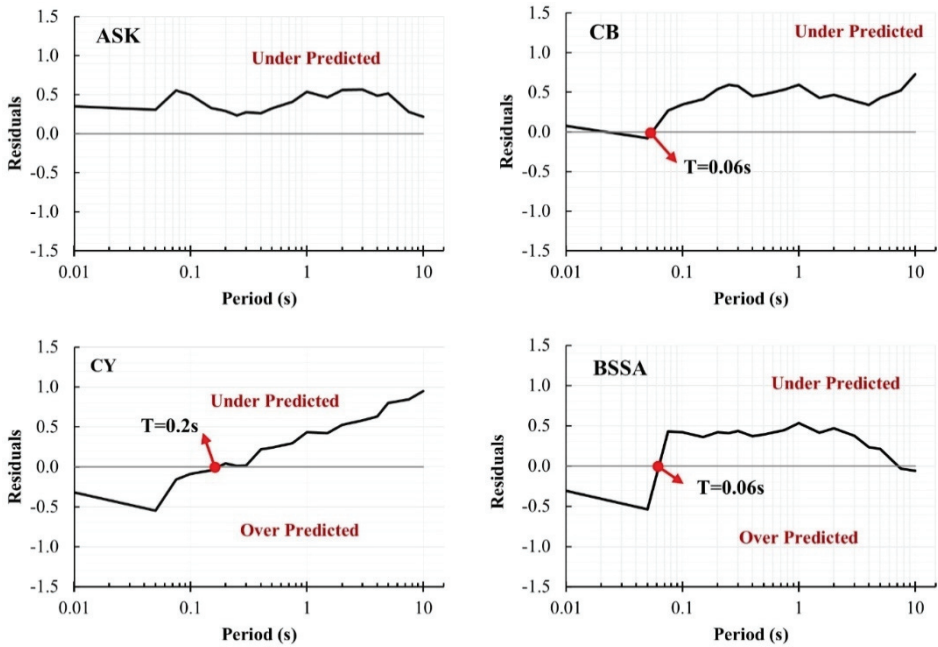 ASK
Under Predicted
Residuals
1.5
1.0
0.5
0.0
-0.5
-1.0
-1.5
0.01 0.1 1 10
Period (s)
CB
Under Predicted
T=0.06s
Residuals
1.5
1.0
0.5
0.0
-0.5
-1.0
-1.5
0.01 0.1 1 10
Period (s)
CY
Under Predicted
T=0.2s
Over Predicted
Residuals
1.5
1.0
0.5
0.0
-0.5
-1.0
-1.5
0.01 0.1 1 10
Period (s)
BSSA
Under Predicted
T=0.06s
Over Predicted
Residuals
1.5
1.0
0.5
0.0
-0.5
-1.0
-1.5
0.01 0.1 1 10
Period (s)